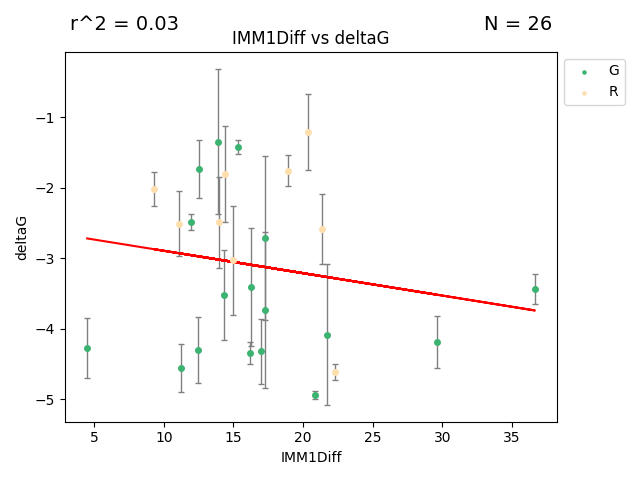 r^2 = 0.03
N = 26
IMM1Diff vs deltaG
G
R
−1
−2
−3
−4
−5
deltaG
5
10
15
20
25
30
35
IMM1Diff